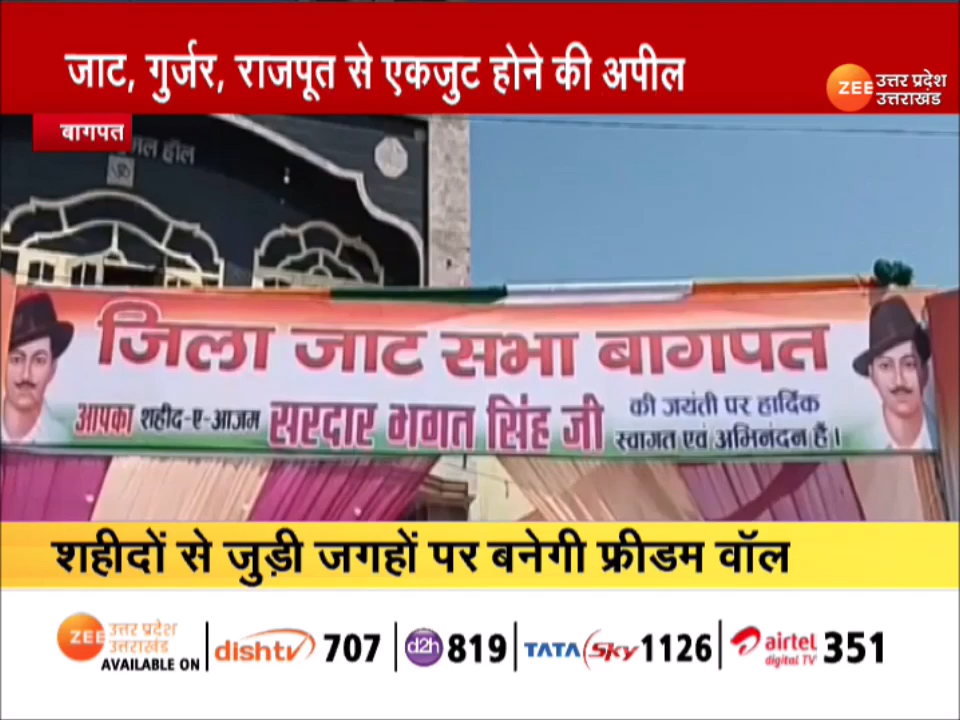 जाट, गुर्जर, राजपूत से एकजुट होने की अपील
ZEE उत्तर प्रदेश
उत्तराखंड
बागपत
हॉल
ॐ
जिला जाट सभा बागपत
आपका शहीद-ए-आजम सरदार भगत सिंह जी की जयंती पर हार्दिक
स्वागत एवं अभिनंदन हैं।
शहीदों से जुड़ी जगहों पर बनेगी फ्रीडम वॉल
ZEE उत्तर प्रदेश
उत्तराखंड
AVAILABLE ON
dishtv 707
d2h 819
TATA Sky 1126
airtel digital TV 351